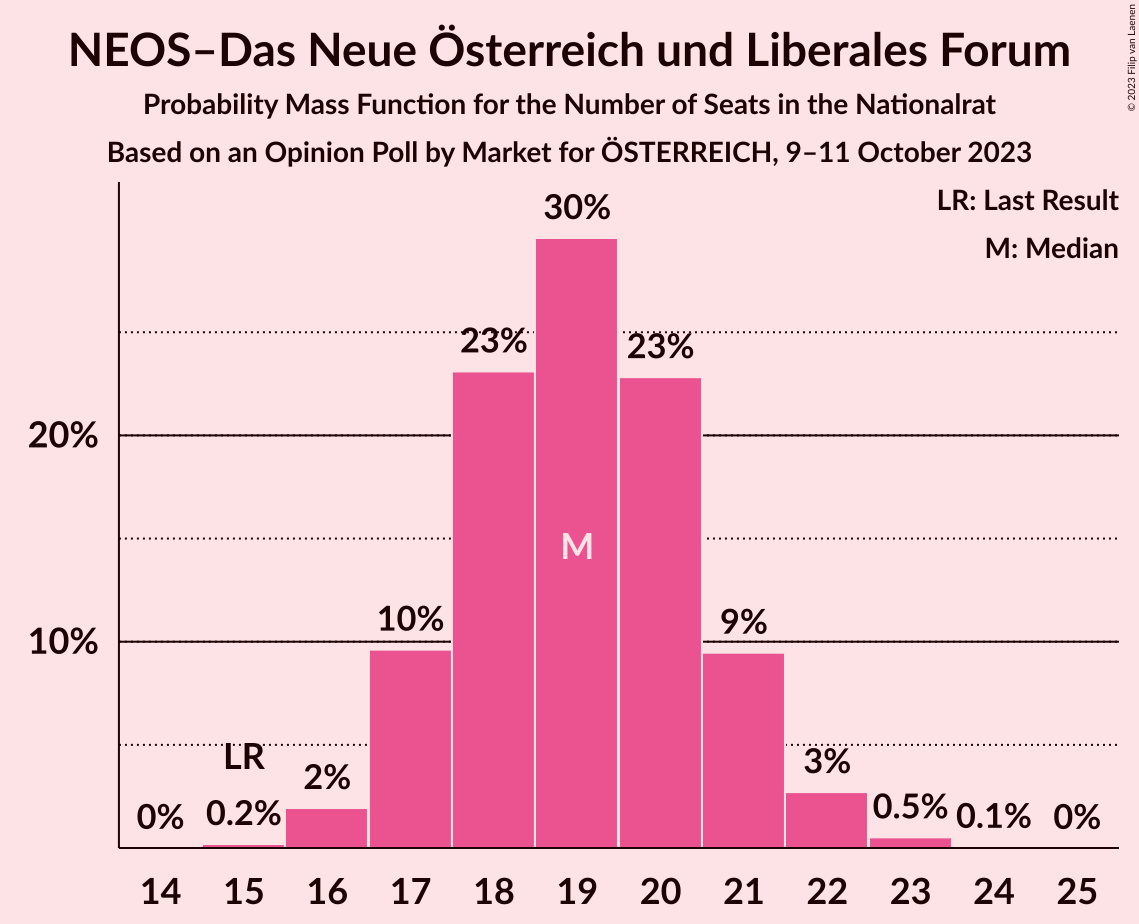 NEOS–Das Neue Österreich und Liberales Forum
Probability Mass Function for the Number of Seats in the Nationalrat
Based on an Opinion Poll by Market for ÖSTERREICH, 9–11 October 2023
© 2023 Filip van Laenen
LR: Last Result
M: Median
20%
10%
0%
LR
0.2%
2%
10%
23%
30%
M
23%
9%
3%
0.5%
0.1%
0%
14 15 16 17 18 19 20 21 22 23 24 25